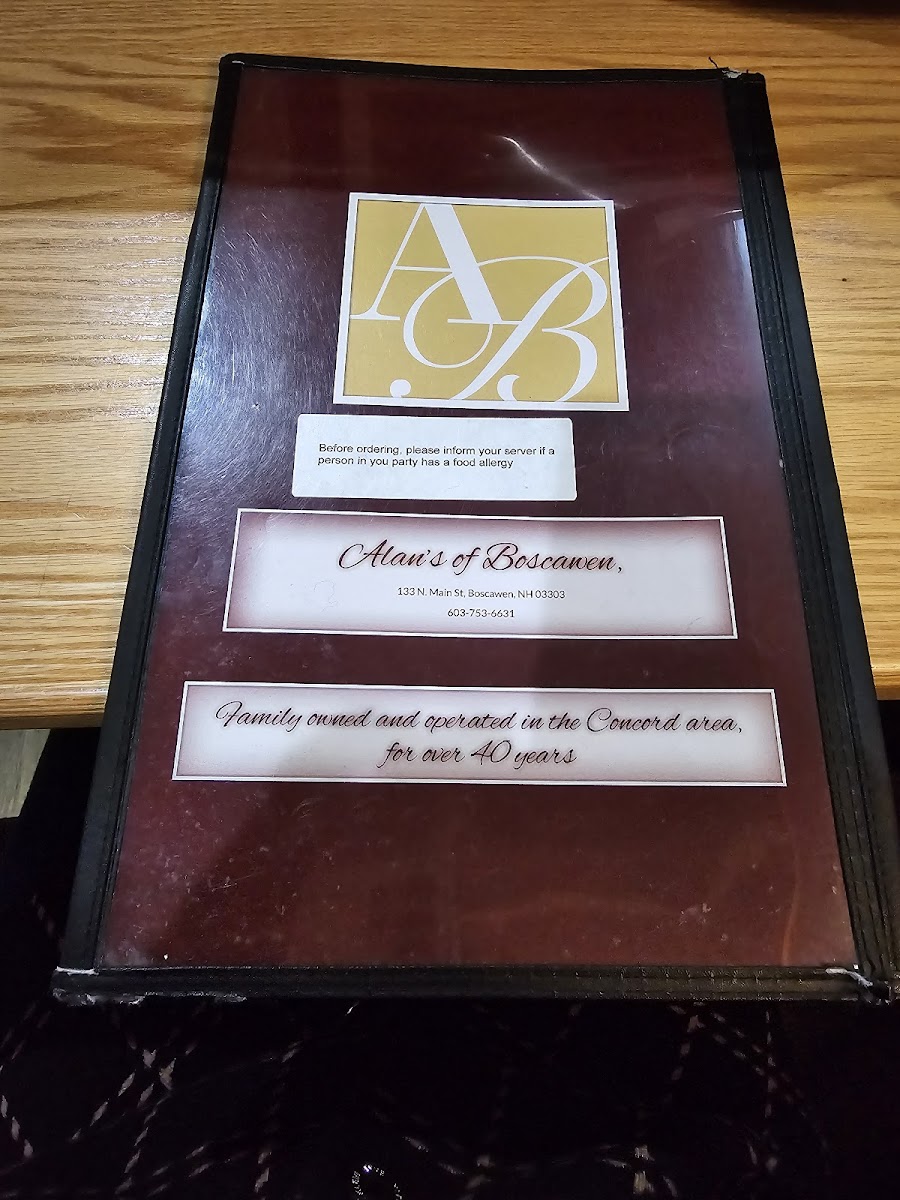 AB
Before ordering, please inform your server if a
person in you party has a food allergy
Alan's of Boscawen,
133 N. Main St, Boscawen, NH 03303
603-753-6631
Family owned and operated in the Concord area,
for over 40 years